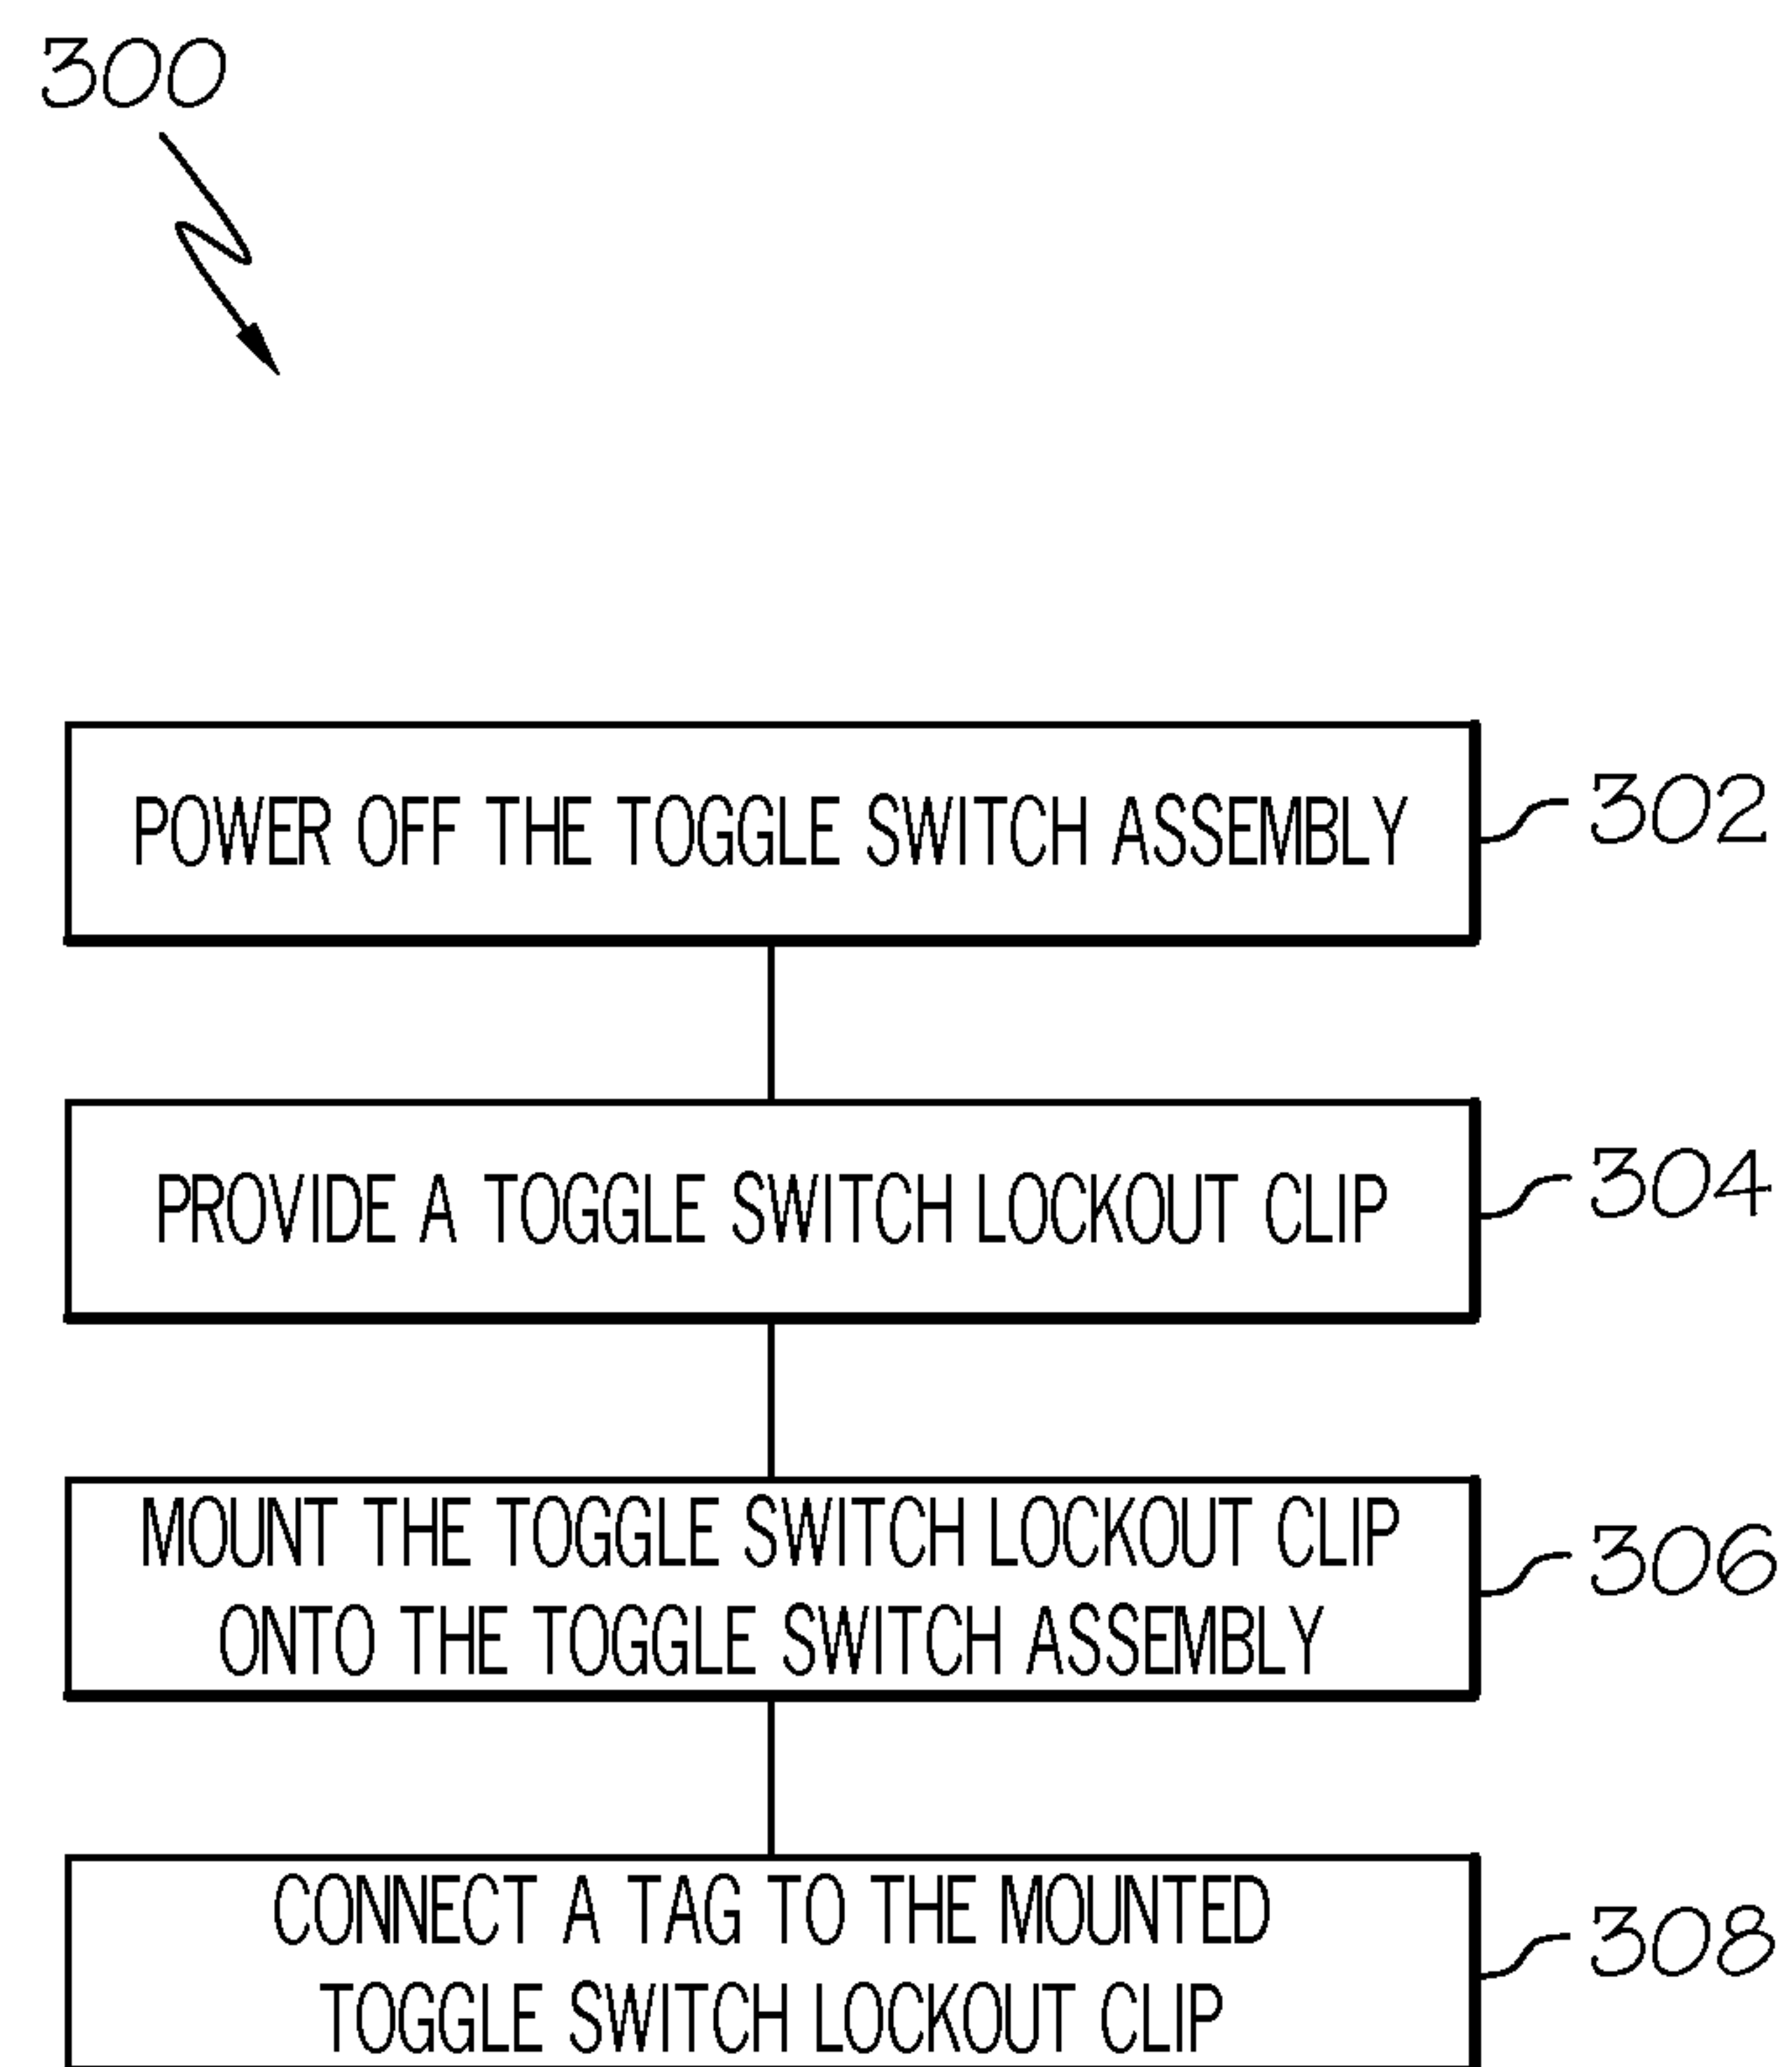 300
POWER OFF THE TOGGLE SWITCH ASSEMBLY
302
PROVIDE A TOGGLE SWITCH LOCKOUT CLIP
304
MOUNT THE TOGGLE SWITCH LOCKOUT CLIP
ONTO THE TOGGLE SWITCH ASSEMBLY
306
CONNECT A TAG TO THE MOUNTED
TOGGLE SWITCH LOCKOUT CLIP
308